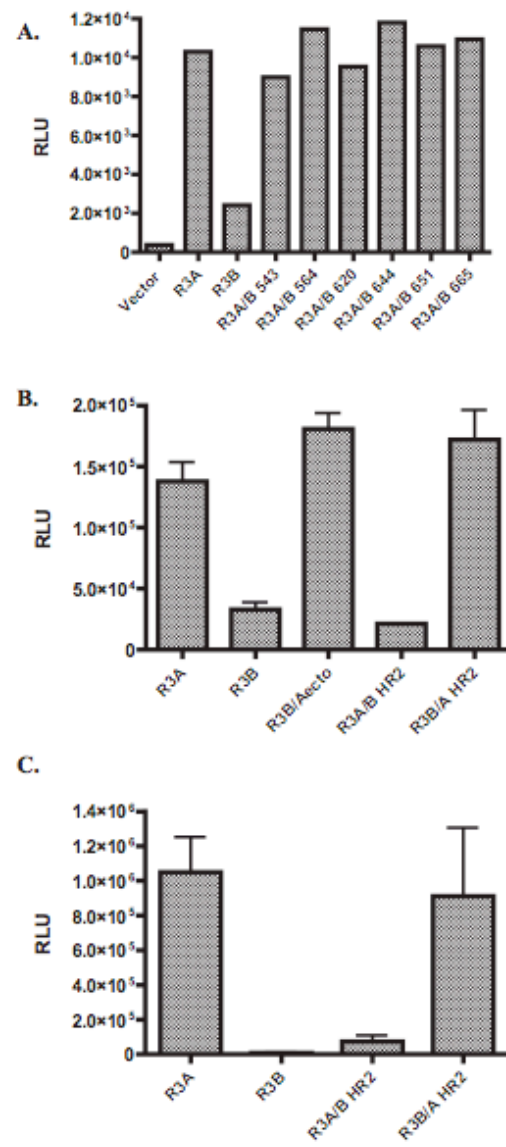 A.
RLU
1.2×10⁴
1.0×10⁴
8.0×10³
6.0×10³
4.0×10³
2.0×10³
0
Vector
R3A
R3B
R3A/B 543
R3A/B 564
R3A/B 620
R3A/B 644
R3A/B 651
R3A/B 665
B.
RLU
2.0×10⁵
1.5×10⁵
1.0×10⁵
5.0×10⁴
0
R3A
R3B
R3B/Aecto
R3A/B HR2
R3B/A HR2
C.
RLU
1.4×10⁶
1.2×10⁶
1.0×10⁶
8.0×10⁵
6.0×10⁵
4.0×10⁵
2.0×10⁵
0
R3A
R3B
R3A/B HR2
R3B/A HR2